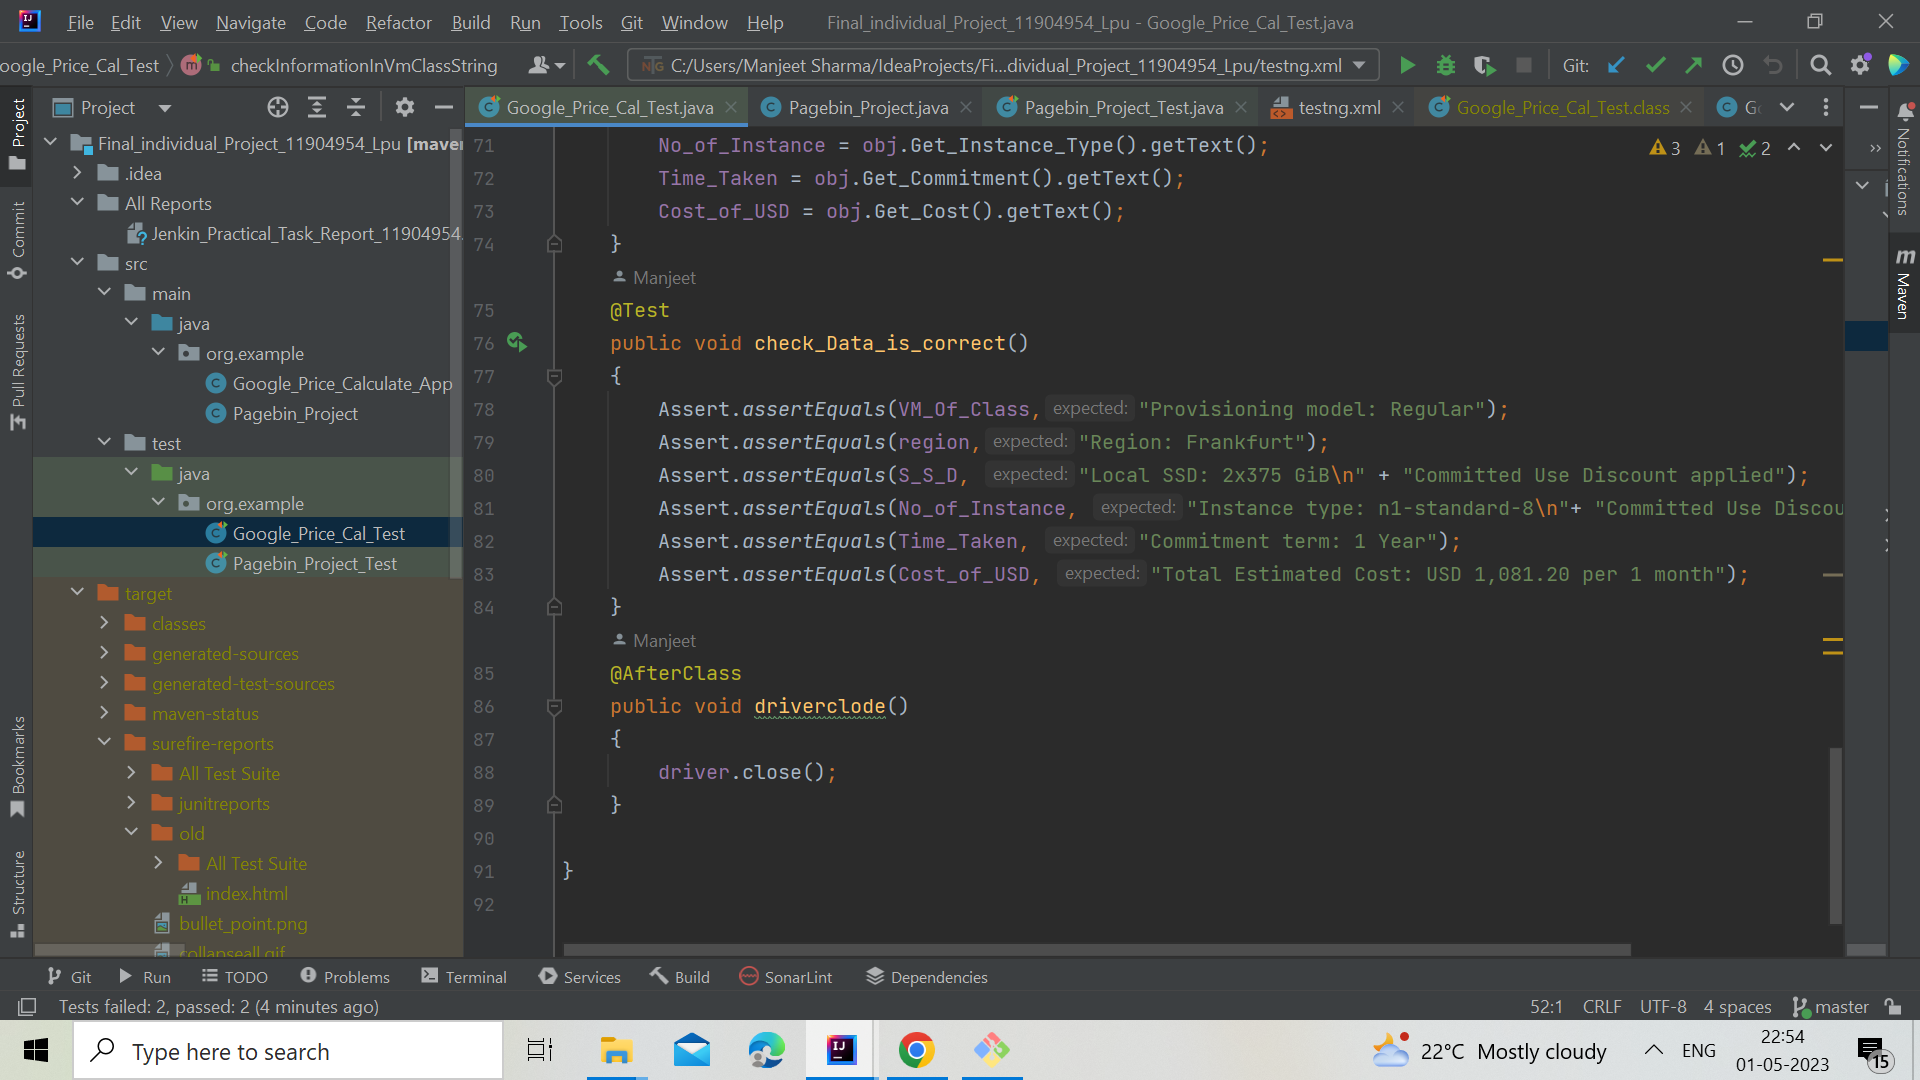 File Edit View Navigate Code Refactor Build Run Tools Git Window Help Final_individual_Project_11904954_Lpu - Google_Price_Cal_Test.java
oogle_Price_Cal_Test checkInformationInVmClassString C:/Users/Manjeet Sharma/IdeaProjects/Fi...dividual_Project_11904954_Lpu/testng.xml Git:
Project Google_Price_Cal_Test.java Pagebin_Project.java Pagebin_Project_Test.java testng.xml Google_Price_Cal_Test.class
Project
Commit
Pull Requests
Bookmarks
Structure
Final_individual_Project_11904954_Lpu [maven
.idea
All Reports
Jenkin_Practical_Task_Report_11904954.
src
main
java
org.example
Google_Price_Calculate_App
Pagebin_Project
test
java
org.example
Google_Price_Cal_Test
Pagebin_Project_Test
target
classes
generated-sources
generated-test-sources
maven-status
surefire-reports
All Test Suite
junitreports
old
All Test Suite
index.html
bullet_point.png
collapseall.gif
71 No_of_Instance = obj.Get_Instance_Type().getText();
72 Time_Taken = obj.Get_Commitment().getText();
73 Cost_of_USD = obj.Get_Cost().getText();
74 }
Manjeet
75 @Test
76 public void check_Data_is_correct()
77 {
78 Assert.assertEquals(VM_Of_Class, expected: "Provisioning model: Regular");
79 Assert.assertEquals(region, expected: "Region: Frankfurt");
80 Assert.assertEquals(S_S_D, expected: "Local SSD: 2x375 GiB\n" + "Committed Use Discount applied");
81 Assert.assertEquals(No_of_Instance, expected: "Instance type: n1-standard-8\n"+ "Committed Use Discou
82 Assert.assertEquals(Time_Taken, expected: "Commitment term: 1 Year");
83 Assert.assertEquals(Cost_of_USD, expected: "Total Estimated Cost: USD 1,081.20 per 1 month");
84 }
Manjeet
85 @AfterClass
86 public void driverclode()
87 {
88 driver.close();
89 }
90
91 }
92
3 1 2
Notifications
Maven
Git Run TODO Problems Terminal Services Build SonarLint Dependencies
Tests failed: 2, passed: 2 (4 minutes ago) 52:1 CRLF UTF-8 4 spaces master
Type here to search 22°C Mostly cloudy ENG 22:54
01-05-2023 15